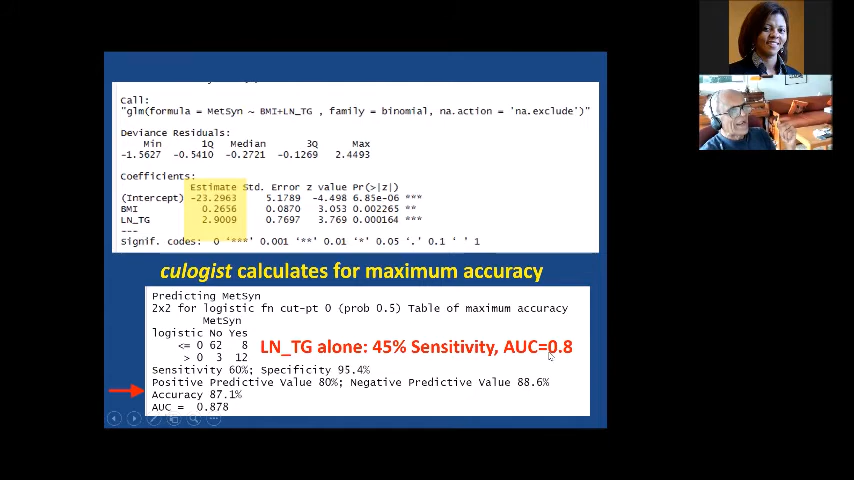 Call:
"glm(formula = MetSyn ~ BMI+LN_TG , family = binomial, na.action = 'na.exclude')"
Deviance Residuals:
Min 1Q Median 3Q Max
-1.5627 -0.5410 -0.2721 -0.1269 2.4493
Coefficients:
Estimate Std. Error z value Pr(>|z|)
(Intercept) -23.2963 5.1789 -4.498 6.85e-06 ***
BMI 0.2656 0.0870 3.053 0.002265 **
LN_TG 2.9009 0.7697 3.769 0.000164 ***
---
Signif. codes: 0 '***' 0.001 '**' 0.01 '*' 0.05 '.' 0.1 ' ' 1
culogist calculates for maximum accuracy
Predicting MetSyn
2x2 for logistic fn cut-pt 0 (prob 0.5) Table of maximum accuracy
MetSyn
logistic No Yes
<= 0 62 8
> 0 3 12
LN_TG alone: 45% Sensitivity, AUC=0.8
Sensitivity 60%; Specificity 95.4%
Positive Predictive Value 80%; Negative Predictive Value 88.6%
Accuracy 87.1%
AUC = 0.878